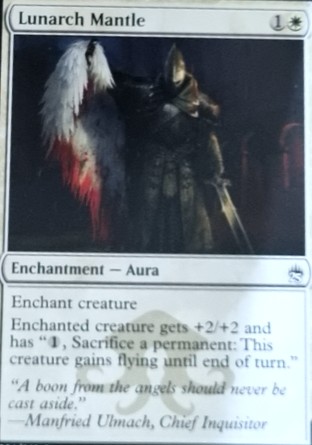 Lunarch Mantle 1
Enchantment — Aura
Enchant creature
Enchanted creature gets +2/+2 and
has “1, Sacrifice a permanent: This
creature gains flying until end of turn.”
“A boon from the angels should never be
cast aside.”
—Manfried Ulmach, Chief Inquisitor